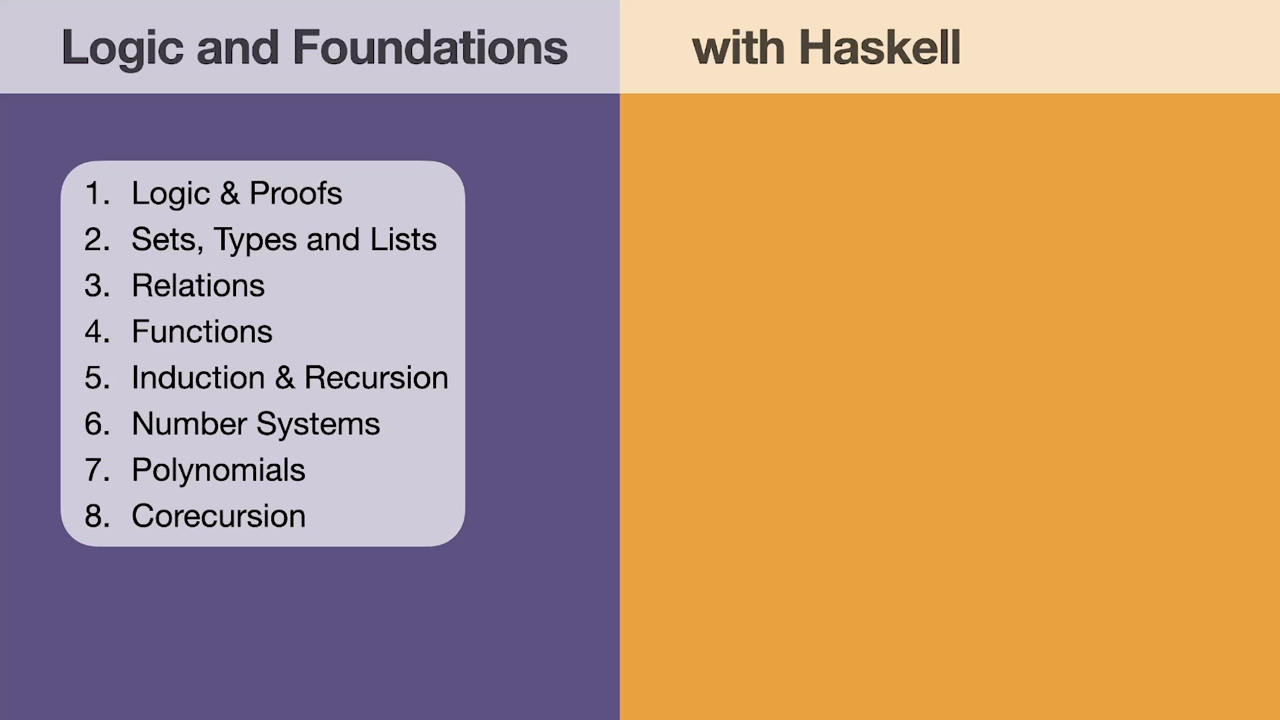 Logic and Foundations with Haskell
1. Logic & Proofs
2. Sets, Types and Lists
3. Relations
4. Functions
5. Induction & Recursion
6. Number Systems
7. Polynomials
8. Corecursion